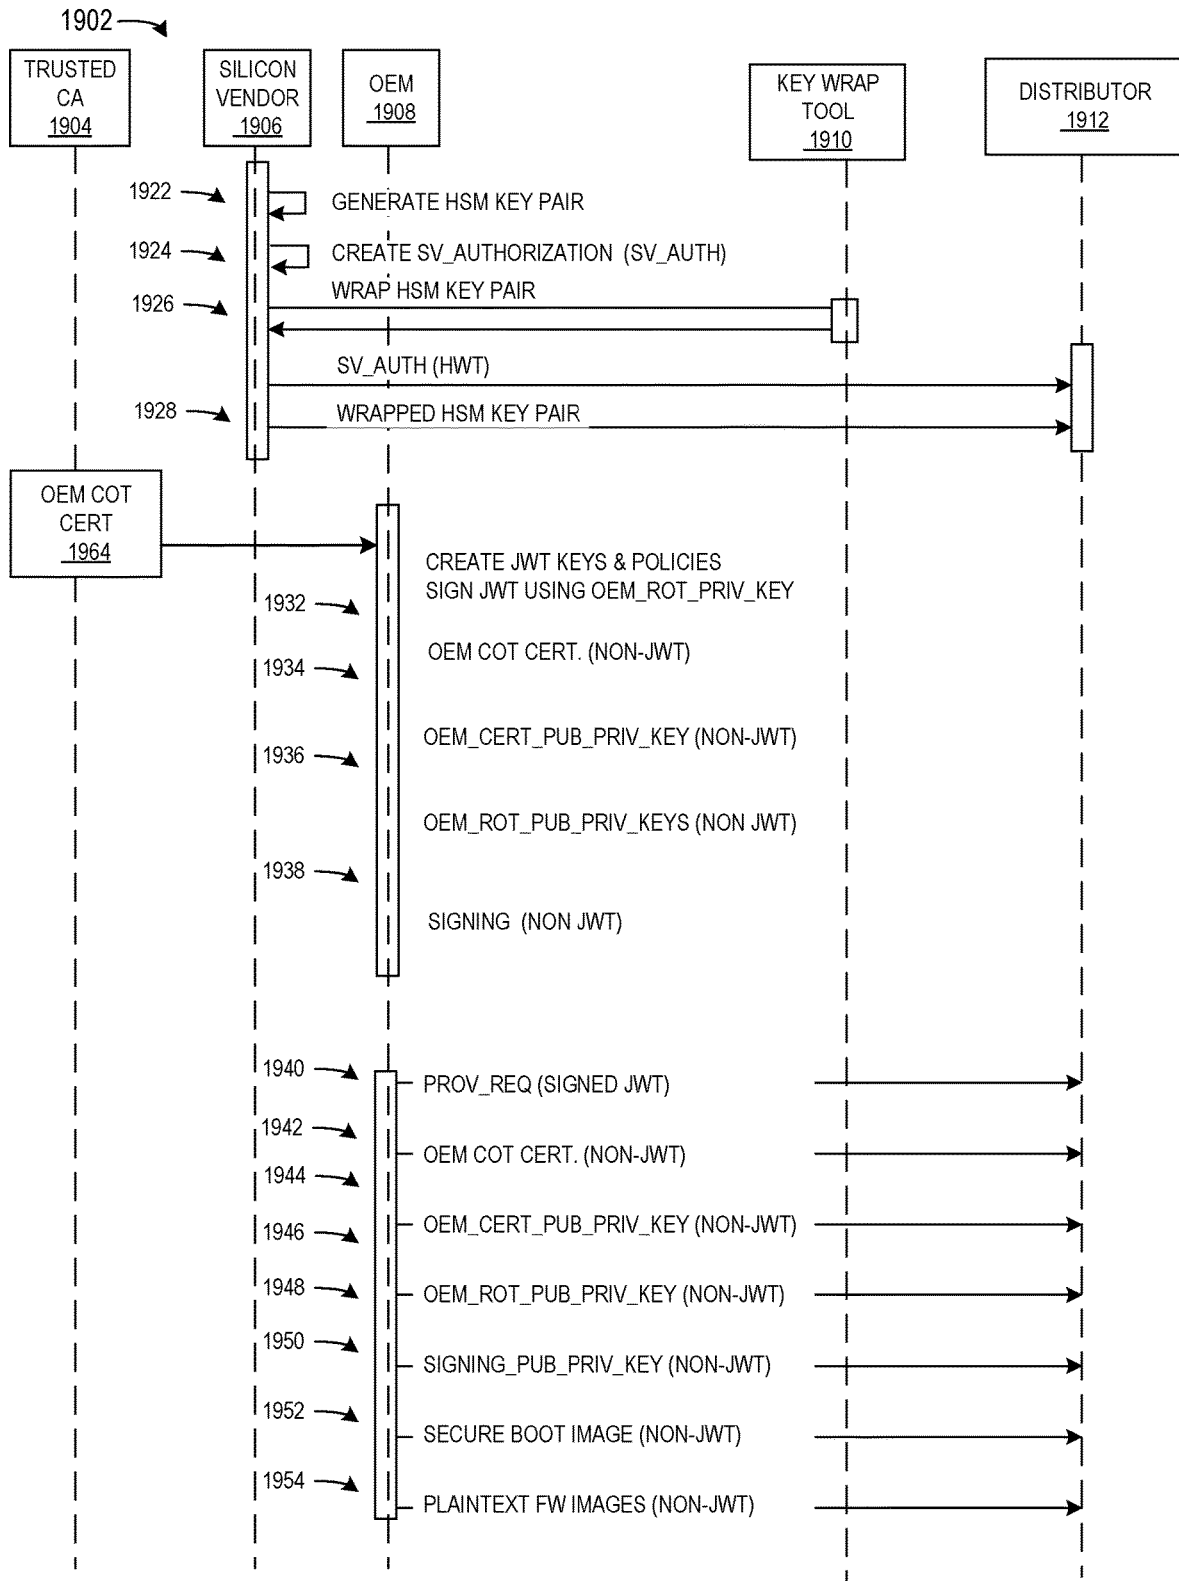 1902
TRUSTED
CA
1904
SILICON
VENDOR
1906
OEM
1908
KEY WRAP
TOOL
1910
DISTRIBUTOR
1912
1922
GENERATE HSM KEY PAIR
1924
CREATE SV_AUTHORIZATION (SV_AUTH)
1926
WRAP HSM KEY PAIR
SV_AUTH (HWT)
1928
WRAPPED HSM KEY PAIR
OEM COT
CERT
1964
CREATE JWT KEYS & POLICIES
SIGN JWT USING OEM_ROT_PRIV_KEY
1932
OEM COT CERT. (NON-JWT)
1934
OEM_CERT_PUB_PRIV_KEY (NON-JWT)
1936
OEM_ROT_PUB_PRIV_KEYS (NON JWT)
1938
SIGNING (NON JWT)
1940
PROV_REQ (SIGNED JWT)
1942
OEM COT CERT. (NON-JWT)
1944
OEM_CERT_PUB_PRIV_KEY (NON-JWT)
1946
1948
OEM_ROT_PUB_PRIV_KEY (NON-JWT)
1950
SIGNING_PUB_PRIV_KEY (NON-JWT)
1952
SECURE BOOT IMAGE (NON-JWT)
1954
PLAINTEXT FW IMAGES (NON-JWT)